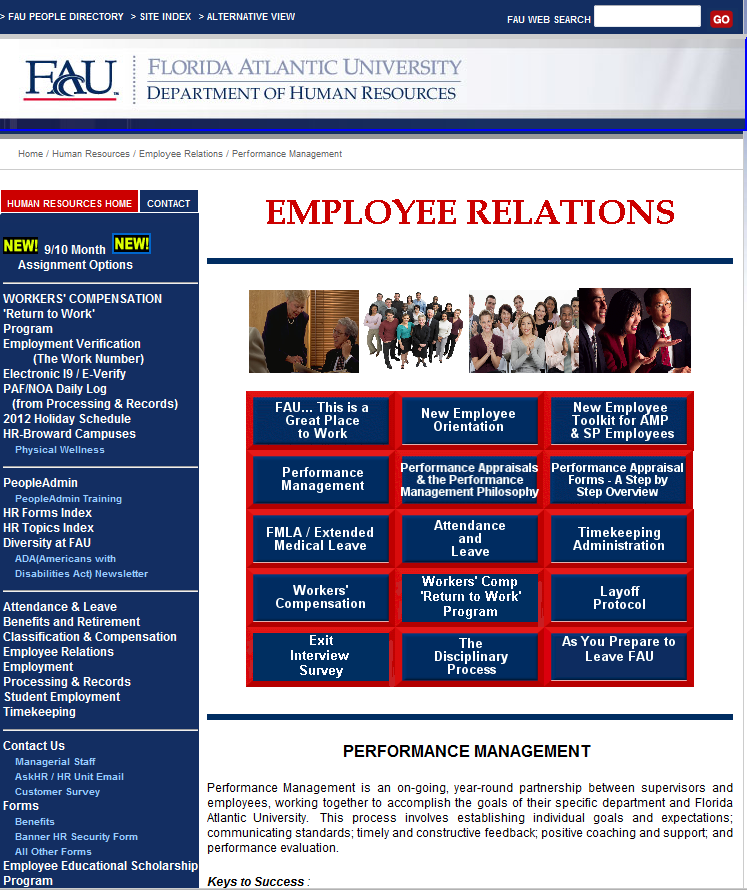 > FAU PEOPLE DIRECTORY > SITE INDEX > ALTERNATIVE VIEW
FAU WEB SEARCH GO
FAU™
FLORIDA ATLANTIC UNIVERSITY
DEPARTMENT OF HUMAN RESOURCES
Home / Human Resources / Employee Relations / Performance Management
HUMAN RESOURCES HOME CONTACT
NEW! 9/10 Month NEW!
Assignment Options
WORKERS' COMPENSATION
'Return to Work'
Program
Employment Verification
(The Work Number)
Electronic I9 / E-Verify
PAF/NOA Daily Log
(from Processing & Records)
2012 Holiday Schedule
HR-Broward Campuses
Physical Wellness
PeopleAdmin
PeopleAdmin Training
HR Forms Index
HR Topics Index
Diversity at FAU
ADA(Americans with
Disabilities Act) Newsletter
Attendance & Leave
Benefits and Retirement
Classification & Compensation
Employee Relations
Employment
Processing & Records
Student Employment
Timekeeping
Contact Us
Managerial Staff
AskHR / HR Unit Email
Customer Survey
Forms
Benefits
Banner HR Security Form
All Other Forms
Employee Educational Scholarship
Program
EMPLOYEE RELATIONS
FAU... This is a
Great Place
to Work
New Employee
Orientation
New Employee
Toolkit for AMP
& SP Employees
Performance
Management
Performance Appraisals
& the Performance
Management Philosophy
Performance Appraisal
Forms - A Step by
Step Overview
FMLA / Extended
Medical Leave
Attendance
and
Leave
Timekeeping
Administration
Workers'
Compensation
Workers' Comp
'Return to Work'
Program
Layoff
Protocol
Exit
Interview
Survey
The
Disciplinary
Process
As You Prepare to
Leave FAU
PERFORMANCE MANAGEMENT
Performance Management is an on-going, year-round partnership between supervisors and
employees, working together to accomplish the goals of their specific department and Florida
Atlantic University. This process involves establishing individual goals and expectations;
communicating standards; timely and constructive feedback; positive coaching and support; and
performance evaluation.
Keys to Success :